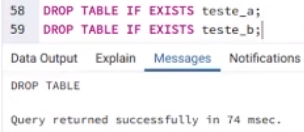 58 DROP TABLE IF EXISTS teste_a;
59 DROP TABLE IF EXISTS teste_b;
Data Output Explain Messages Notifications
DROP TABLE
Query returned successfully in 74 msec.